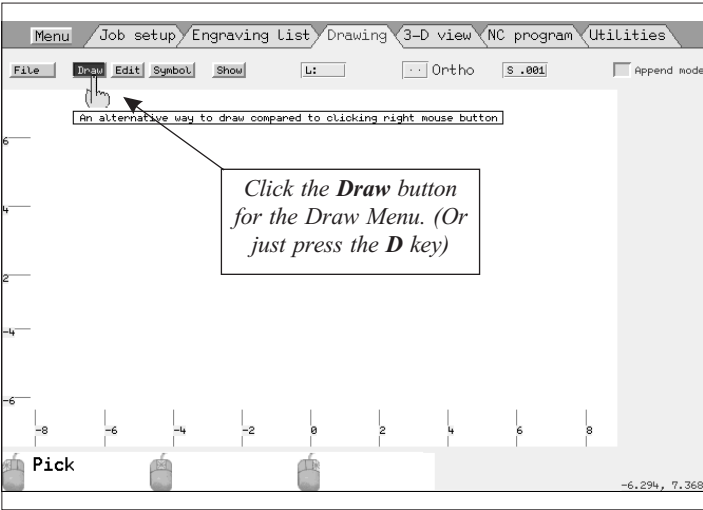 Menu Job setup Engraving List Drawing 3-D view NC program Utilities
File Draw Edit Symbol Show L: ·· Ortho S .001 Append mode
An alternative way to draw compared to clicking right mouse button
6
Click the Draw button
for the Draw Menu. (Or
just press the D key)
4
2
-4
-6
-8 -6 -4 -2 0 2 4 6 8
Pick
-6.294, 7.368